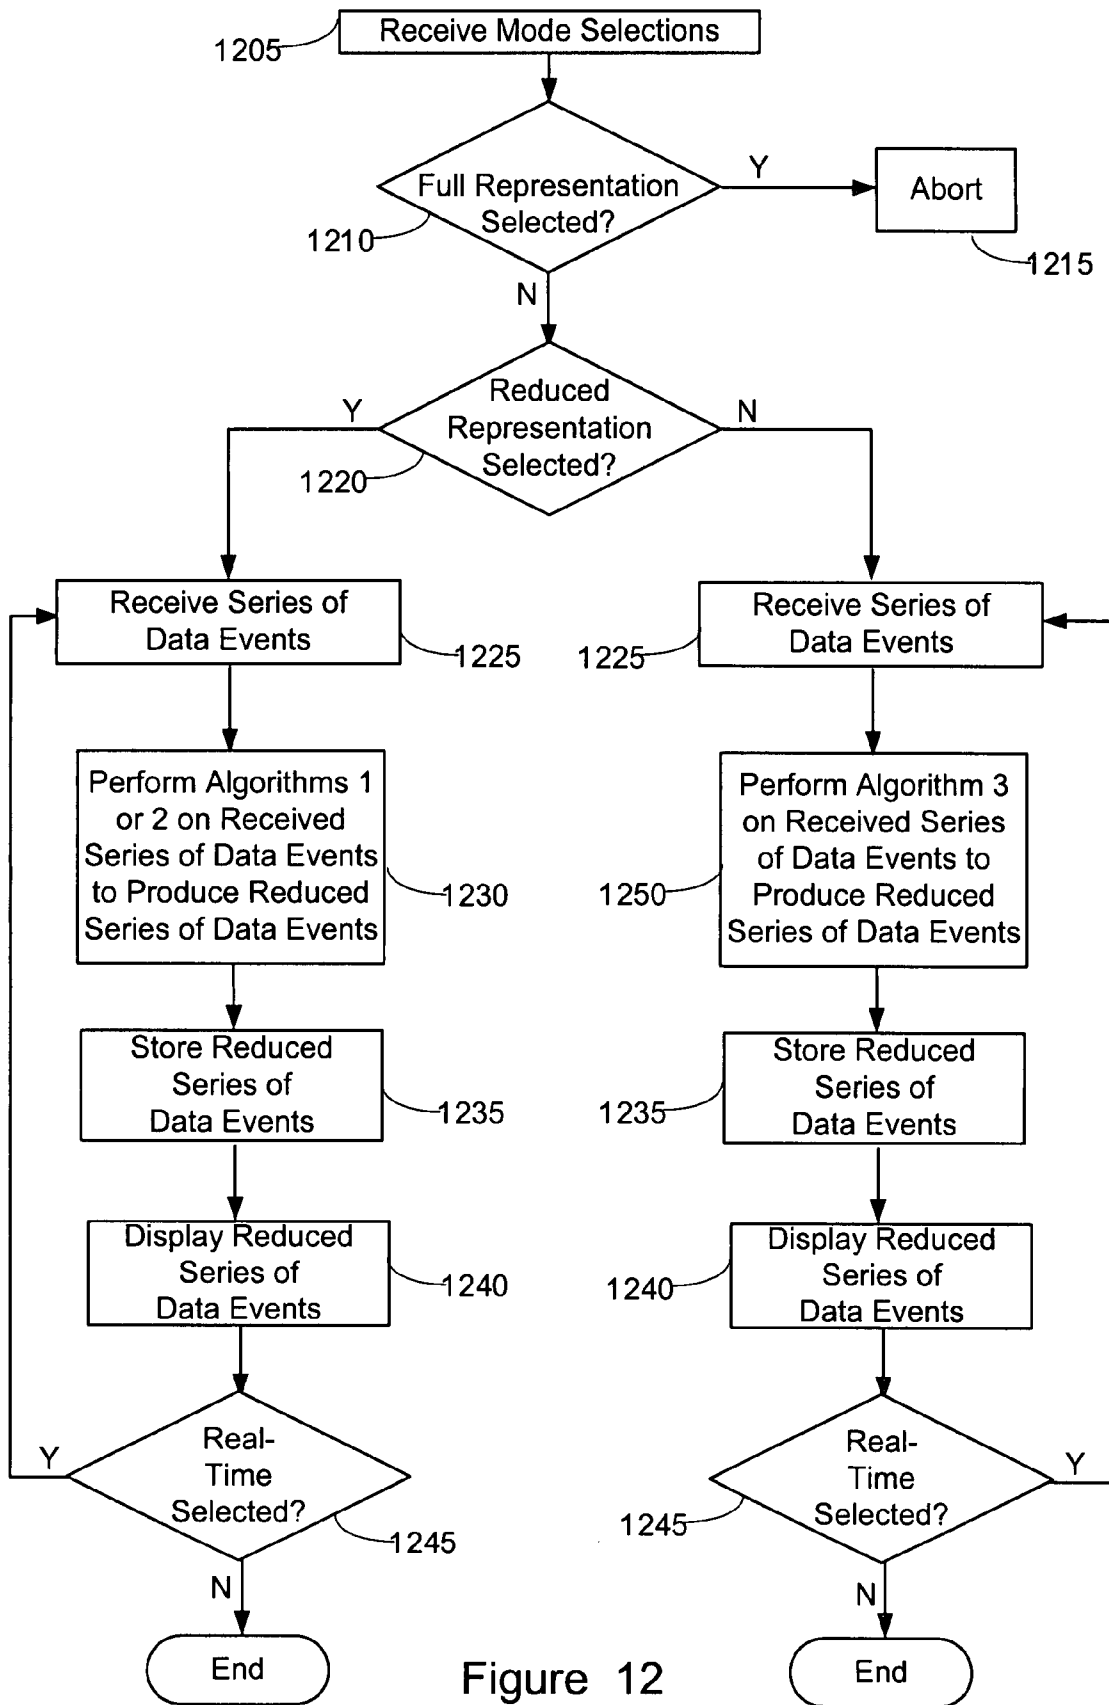 Receive Mode Selections
1205
Full Representation
Selected?
1210
Y
Abort
1215
N
Reduced
Representation
Selected?
1220
Y
N
Receive Series of
Data Events
1225
Receive Series of
Data Events
1225
Perform Algorithms 1
or 2 on Received
Series of Data Events
to Produce Reduced
Series of Data Events
1230
Perform Algorithm 3
on Received Series
of Data Events to
Produce Reduced
Series of Data Events
1250
Store Reduced
Series of
Data Events
1235
Store Reduced
Series of
Data Events
1235
Display Reduced
Series of
Data Events
1240
Display Reduced
Series of
Data Events
1240
Real-
Time
Selected?
1245
Y
N
End
Real-
Time
Selected?
1245
Y
N
End
Figure 12